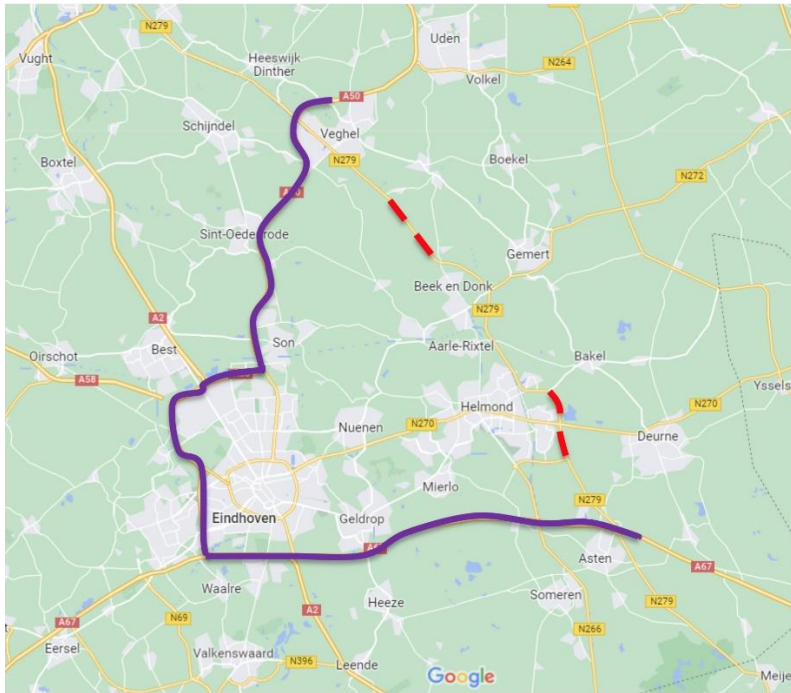 N279
Vught
Heeswijk
Dinther
Uden
Volkel
N264
A50
Schijndel
Veghel
N279
Boekel
Boxtel
N272
Sint-Oedenrode
Gemert
Beek en Donk
N279
A2
Best
Son
Aarle-Rixtel
Oirschot
Bakel
A58
Yssels
Helmond
N270
N270
Nuenen
Deurne
Mierlo
Eindhoven
Geldrop
N279
Asten
A67
Waalre
Someren
N279
A2
Heeze
N69
A67
N266
Eersel
Valkenswaard
N396
Leende
Google
Meije